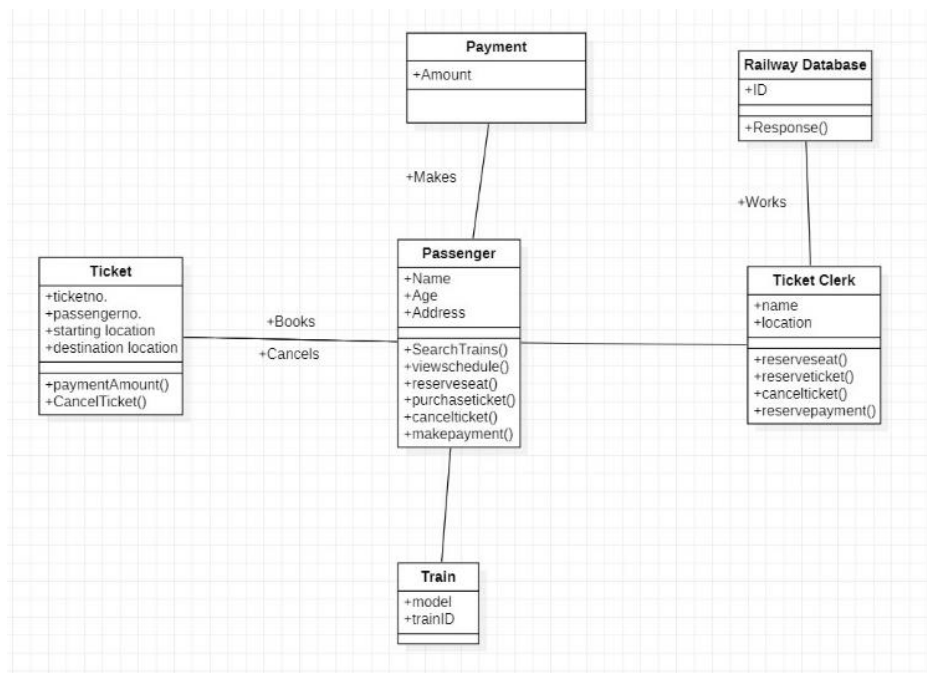 Payment
+Amount
Railway Database
+ID
+Response()
+Makes
+Works
Passenger
+Name
+Age
+Address
+SearchTrains()
+viewschedule()
+reserveseat()
+purchaseticket()
+cancelticket()
+makepayment()
Ticket
+ticketno.
+passengerno.
+starting location
+destination location
+paymentAmount()
+CancelTicket()
+Books
+Cancels
Ticket Clerk
+name
+location
+reserveseat()
+reserveticket()
+cancelticket()
+reservepayment()
Train
+model
+trainID